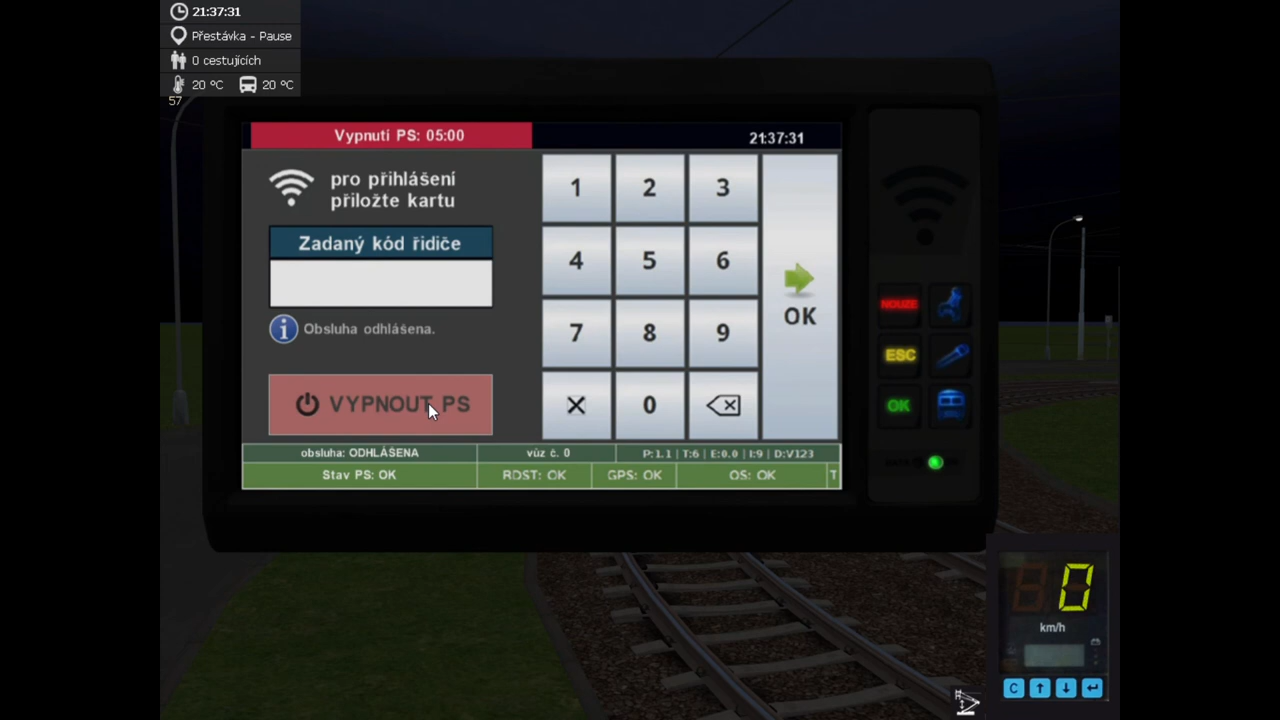 21:37:31
Přestávka - Pause
0 cestujících
20 ºC 20 ºC
57
Vypnutí PS: 05:00
21:37:31
pro přihlášení
přiložte kartu
Zadaný kód řidiče
Obsluha odhlášena.
VYPNOUT PS
1 2 3
4 5 6
7 8 9
0
OK
NOUZE
ESC
OK
obsluha: ODHLÁŠENA
vůz č. 0
P:1.1 | T:6 | E:0.0 | I:9 | D:V123
Stav PS: OK
RDST: OK
GPS: OK
OS: OK
T
0
km/h
C